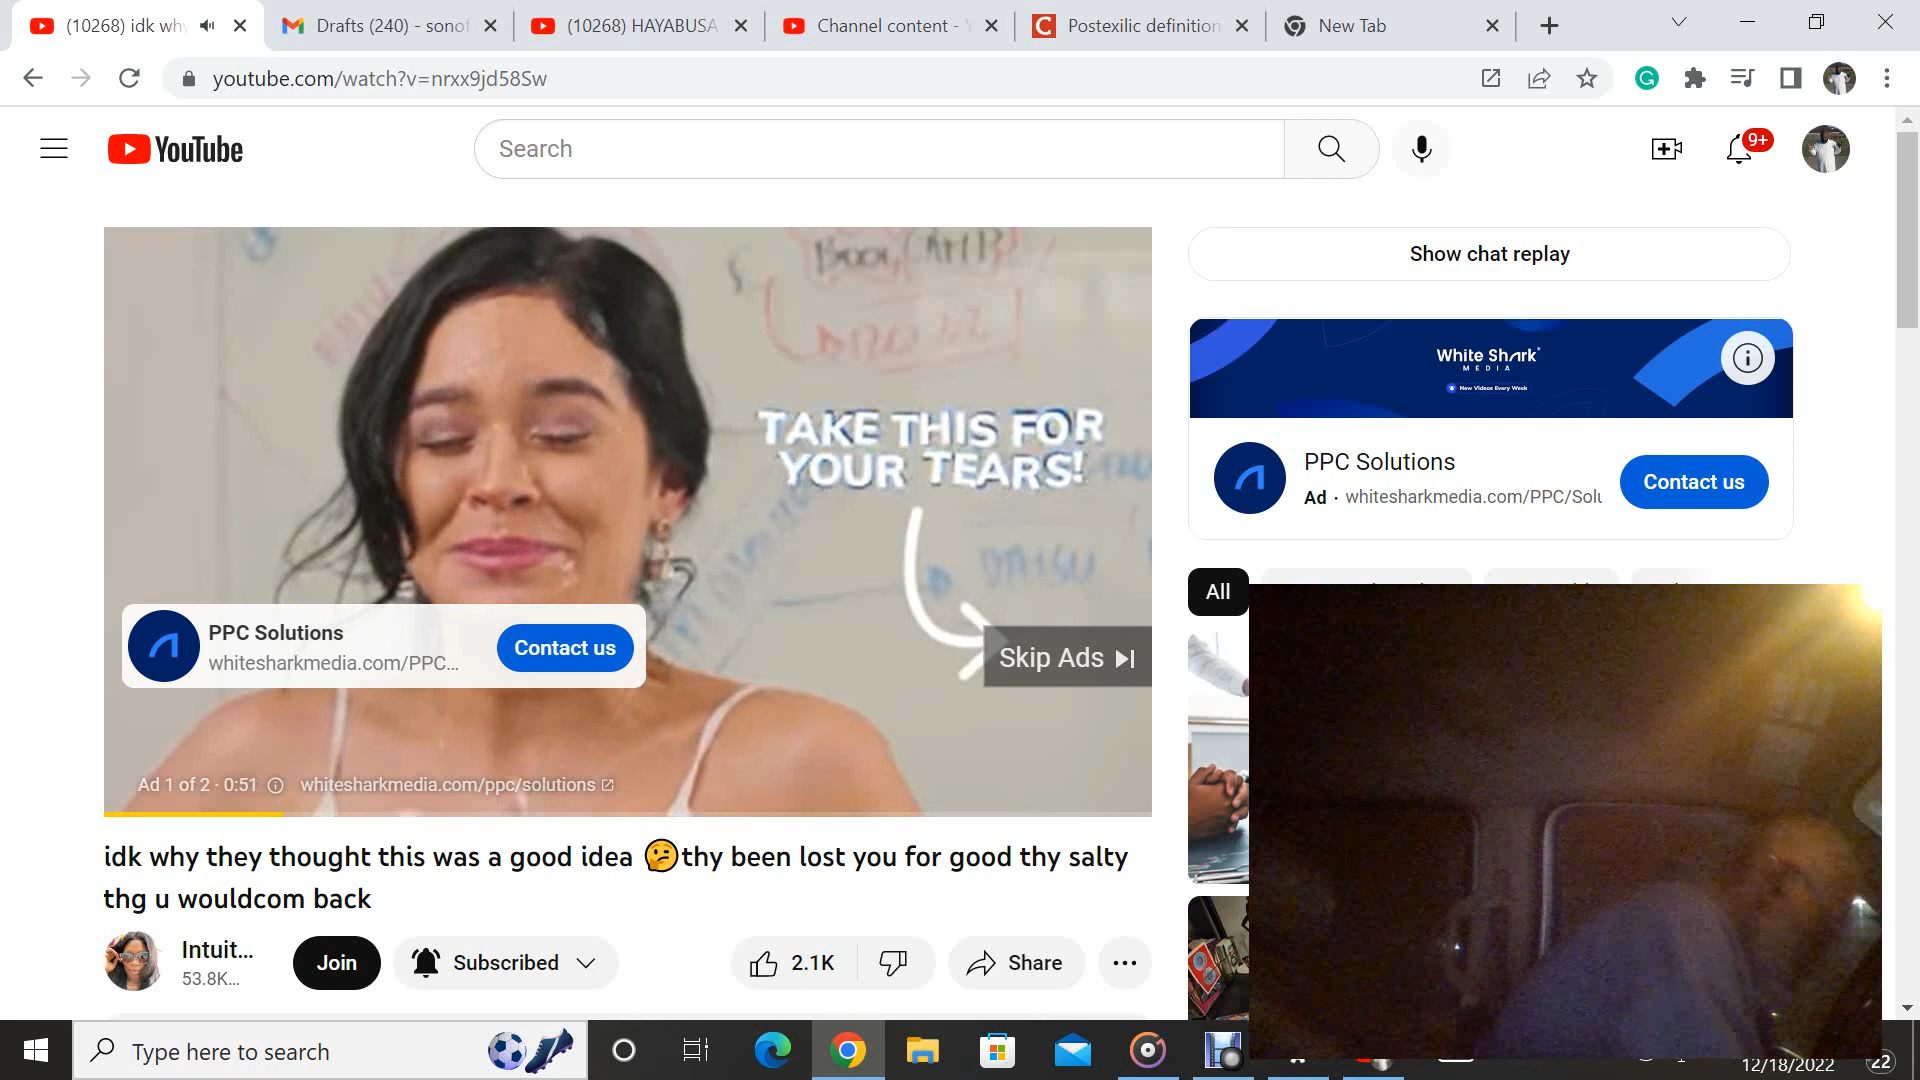 (10268) idk why
Drafts (240) - sonof
(10268) HAYABUSA
Channel content - Y
Postexilic definition
New Tab
youtube.com/watch?v=nrxx9jd58Sw
YouTube
Search
9+
TAKE THIS FOR
YOUR TEARS!
Skip Ads
PPC Solutions
whitesharkmedia.com/PPC...
Contact us
Ad 1 of 2 · 0:51
whitesharkmedia.com/ppc/solutions
Show chat replay
White Shark
MEDIA
New Videos Every Week
PPC Solutions
Ad · whitesharkmedia.com/PPC/Solu
Contact us
All
idk why they thought this was a good idea 🤔thy been lost you for good thy salty
thg u wouldcom back
Intuit...
53.8K...
Join
Subscribed
2.1K
Share
Type here to search
12/18/2022
22